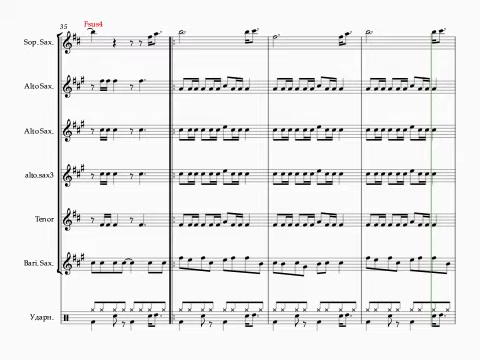 35
Fsus4
Sop. Sax.
Alto Sax.
Alto Sax.
alto.sax3
Tenor
Bari. Sax.
Ударн.